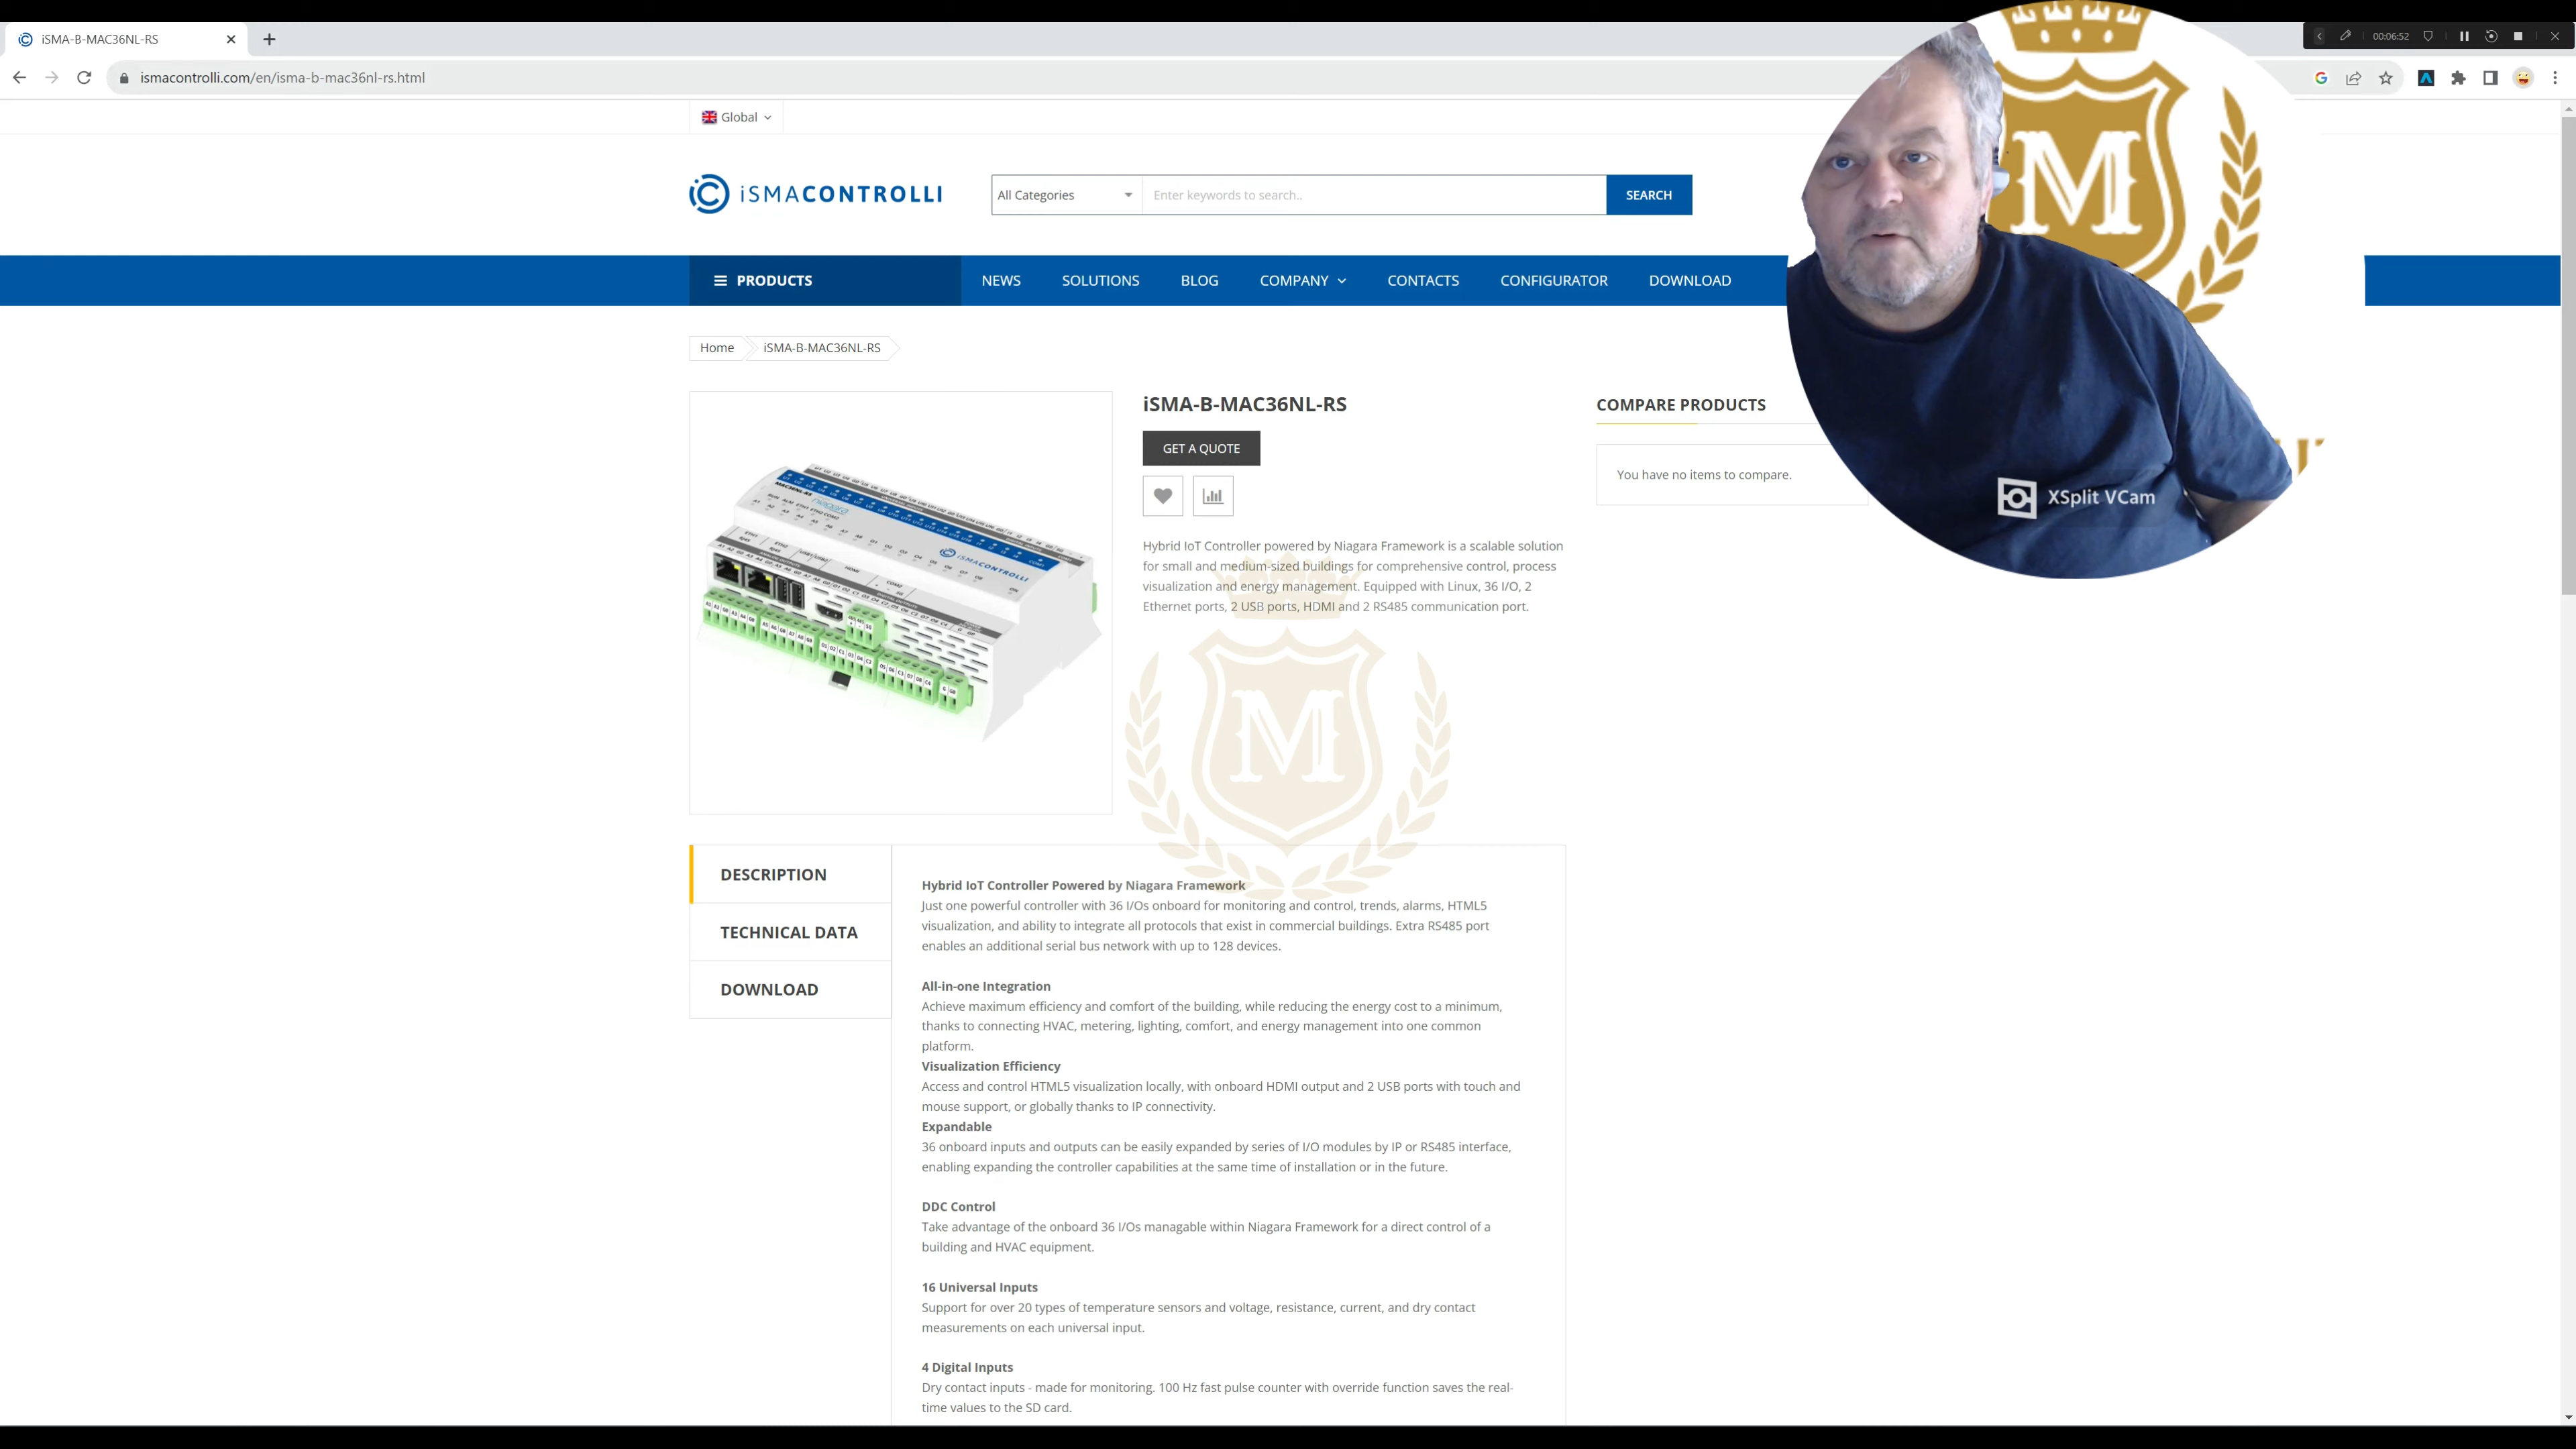 iSMA-B-MAC36NL-RS
00:06:52
ismacontrolli.com/en/isma-b-mac36nl-rs.html
Global
iSMACONTROLLI
All Categories
Enter keywords to search..
SEARCH
M
PRODUCTS
NEWS
SOLUTIONS
BLOG
COMPANY
CONTACTS
CONFIGURATOR
DOWNLOAD
Home
iSMA-B-MAC36NL-RS
iSMA-B-MAC36NL-RS
GET A QUOTE
COMPARE PRODUCTS
You have no items to compare.
XSplit VCam
Hybrid IoT Controller powered by Niagara Framework is a scalable solution
for small and medium-sized buildings for comprehensive control, process
visualization and energy management. Equipped with Linux, 36 I/O, 2
Ethernet ports, 2 USB ports, HDMI and 2 RS485 communication port.
iSMACONTROLLI
M
DESCRIPTION
TECHNICAL DATA
DOWNLOAD
Hybrid IoT Controller Powered by Niagara Framework
Just one powerful controller with 36 I/Os onboard for monitoring and control, trends, alarms, HTML5
visualization, and ability to integrate all protocols that exist in commercial buildings. Extra RS485 port
enables an additional serial bus network with up to 128 devices.
All-in-one Integration
Achieve maximum efficiency and comfort of the building, while reducing the energy cost to a minimum,
thanks to connecting HVAC, metering, lighting, comfort, and energy management into one common
platform.
Visualization Efficiency
Access and control HTML5 visualization locally, with onboard HDMI output and 2 USB ports with touch and
mouse support, or globally thanks to IP connectivity.
Expandable
36 onboard inputs and outputs can be easily expanded by series of I/O modules by IP or RS485 interface,
enabling expanding the controller capabilities at the same time of installation or in the future.
DDC Control
Take advantage of the onboard 36 I/Os managable within Niagara Framework for a direct control of a
building and HVAC equipment.
16 Universal Inputs
Support for over 20 types of temperature sensors and voltage, resistance, current, and dry contact
measurements on each universal input.
4 Digital Inputs
Dry contact inputs - made for monitoring. 100 Hz fast pulse counter with override function saves the real-
time values to the SD card.